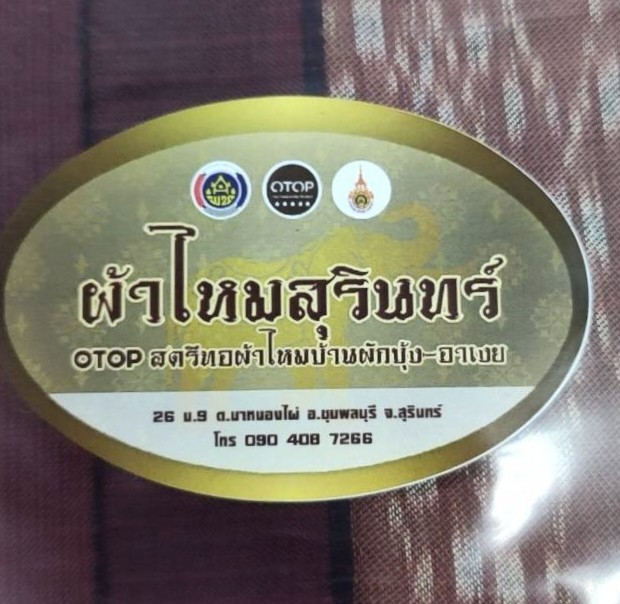 พช
OTOP
ผ้าไหมสุรินทร์
OTOP สตรีทอผ้าไหมบ้านผักบุ้ง-อาเงย
26 ม.9 ต.นาหนองไผ่ อ.ชุมพลบุรี จ.สุรินทร์
โทร 090 408 7266